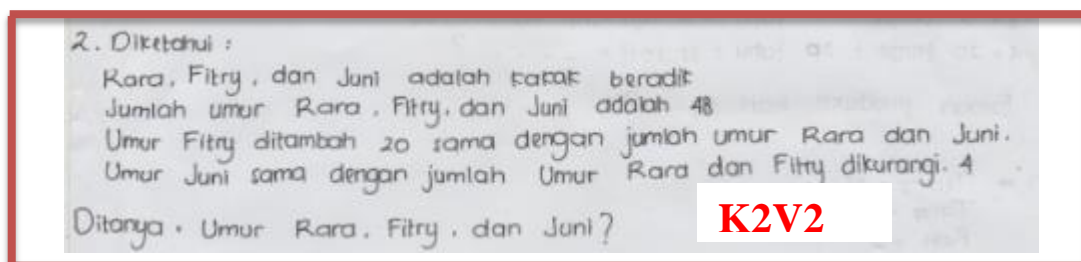 2. Diketahui :
Rara, Fitry, dan Juni adalah kakak beradik
Jumlah umur Rara, Fitry, dan Juni adalah 48
Umur Fitry ditambah 20 sama dengan jumlah umur Rara dan Juni.
Umur Juni sama dengan jumlah Umur Rara dan Fitry dikurangi. 4
Ditanya. Umur Rara, Fitry, dan Juni?
K2V2